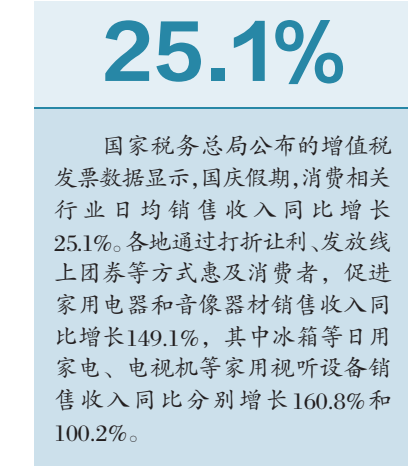 25.1%
国家税务总局公布的增值税
发票数据显示,国庆假期,消费相关
行业日均销售收入同比增长
25.1%。各地通过打折让利、发放线
上团券等方式惠及消费者，促进
家用电器和音像器材销售收入同
比增长149.1%，其中冰箱等日用
家电、电视机等家用视听设备销
售收入同比分别增长160.8%和
100.2%。